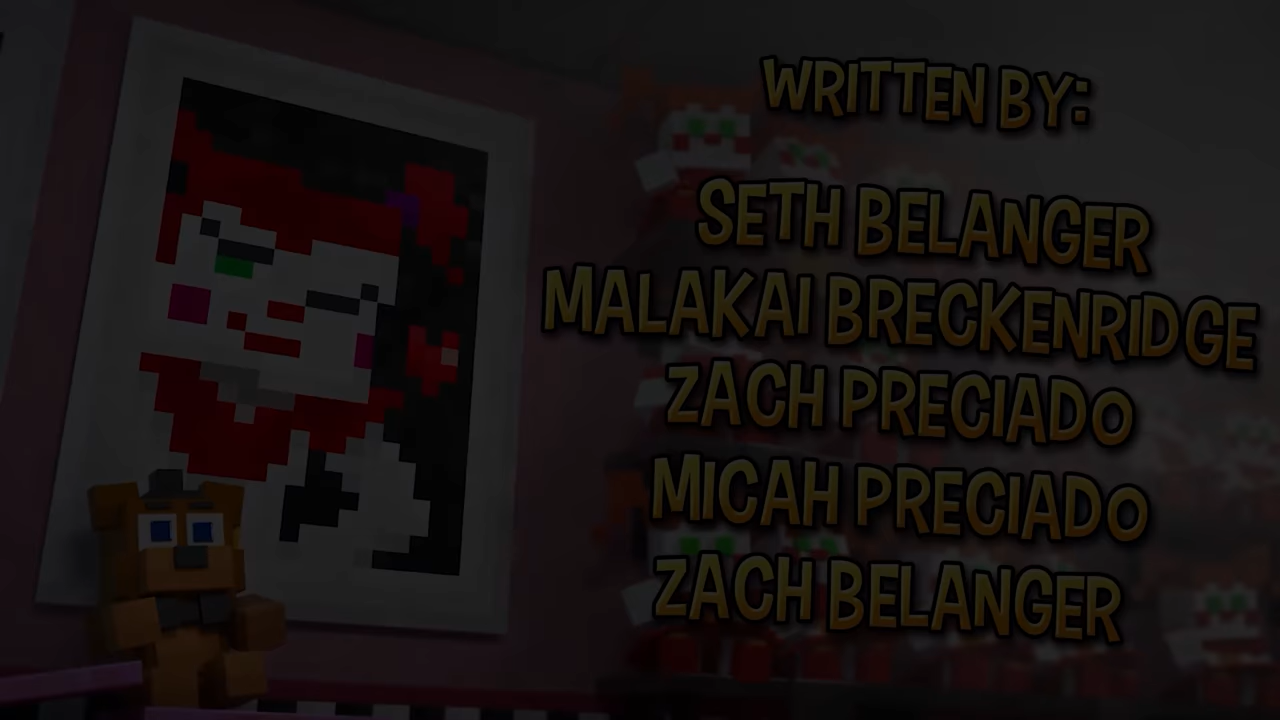 WRITTEN BY:
SETH BELANGER
MALAKAI BRECKENRIDGE
ZACH PRECIADO
MICAH PRECIADO
ZACH BELANGER